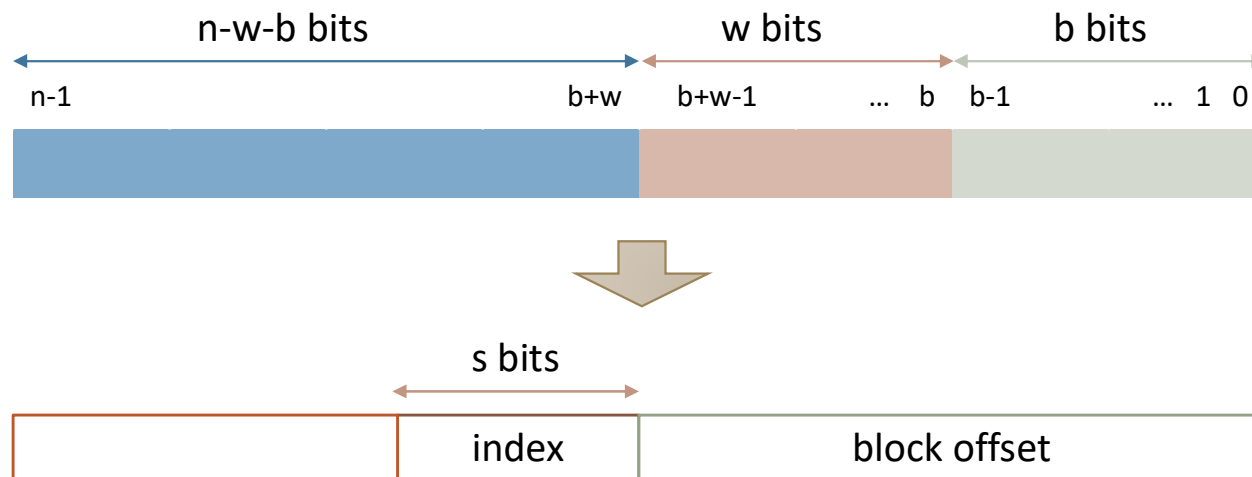 n-w-b bits w bits b bits
n-1 b+w b+w-1 ... b b-1 ... 1 0
s bits
index block offset